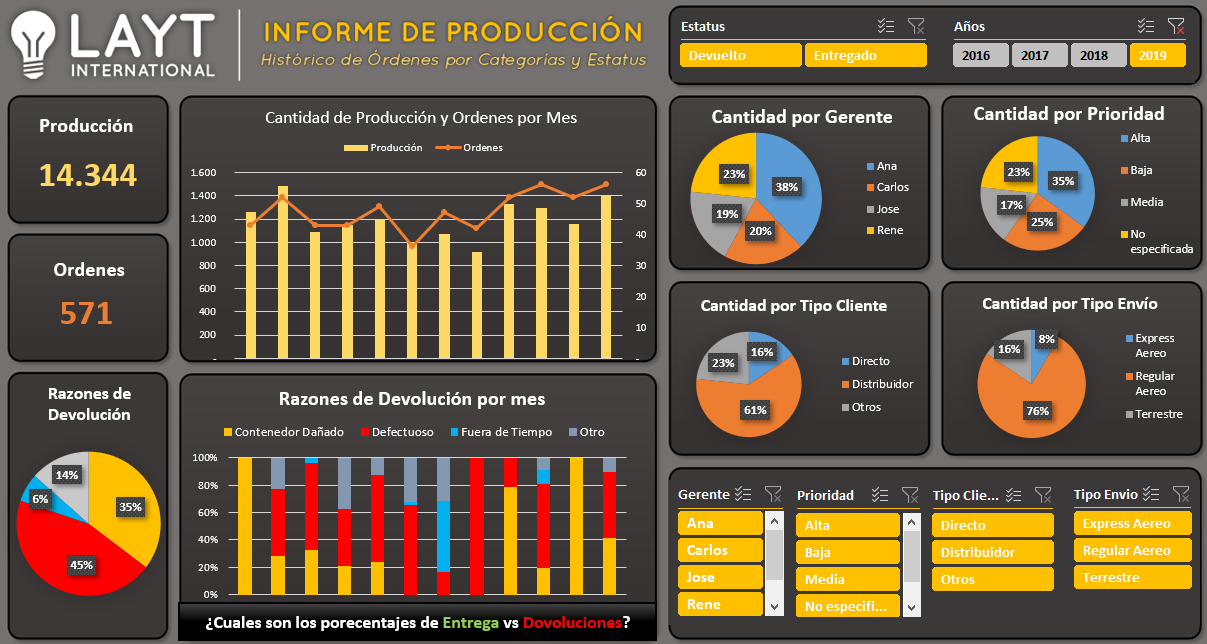 LAYT
INTERNATIONAL
INFORME DE PRODUCCIÓN
Histórico de Órdenes por Categorías y Estatus
Estatus
Devuelto
Entregado
Años
2016
2017
2018
2019
Producción
14.344
Ordenes
571
Cantidad de Producción y Ordenes por Mes
Producción
Ordenes
1.600
1.400
1.200
1.000
800
600
400
200
-
60
50
40
30
20
10
-
Cantidad por Gerente
38%
20%
19%
23%
Ana
Carlos
Jose
Rene
Cantidad por Prioridad
35%
25%
17%
23%
Alta
Baja
Media
No
especificada
Cantidad por Tipo Cliente
16%
61%
23%
Directo
Distribuidor
Otros
Cantidad por Tipo Envío
8%
76%
16%
Express
Aereo
Regular
Aereo
Terrestre
Razones de
Devolución
35%
45%
6%
14%
Razones de Devolución por mes
Contenedor Dañado
Defectuoso
Fuera de Tiempo
Otro
100%
80%
60%
40%
20%
0%
¿Cuales son los porecentajes de Entrega vs Dovoluciones?
Gerente
Ana
Carlos
Jose
Rene
Prioridad
Alta
Baja
Media
No especifi...
Tipo Clie...
Directo
Distribuidor
Otros
Tipo Envio
Express Aereo
Regular Aereo
Terrestre